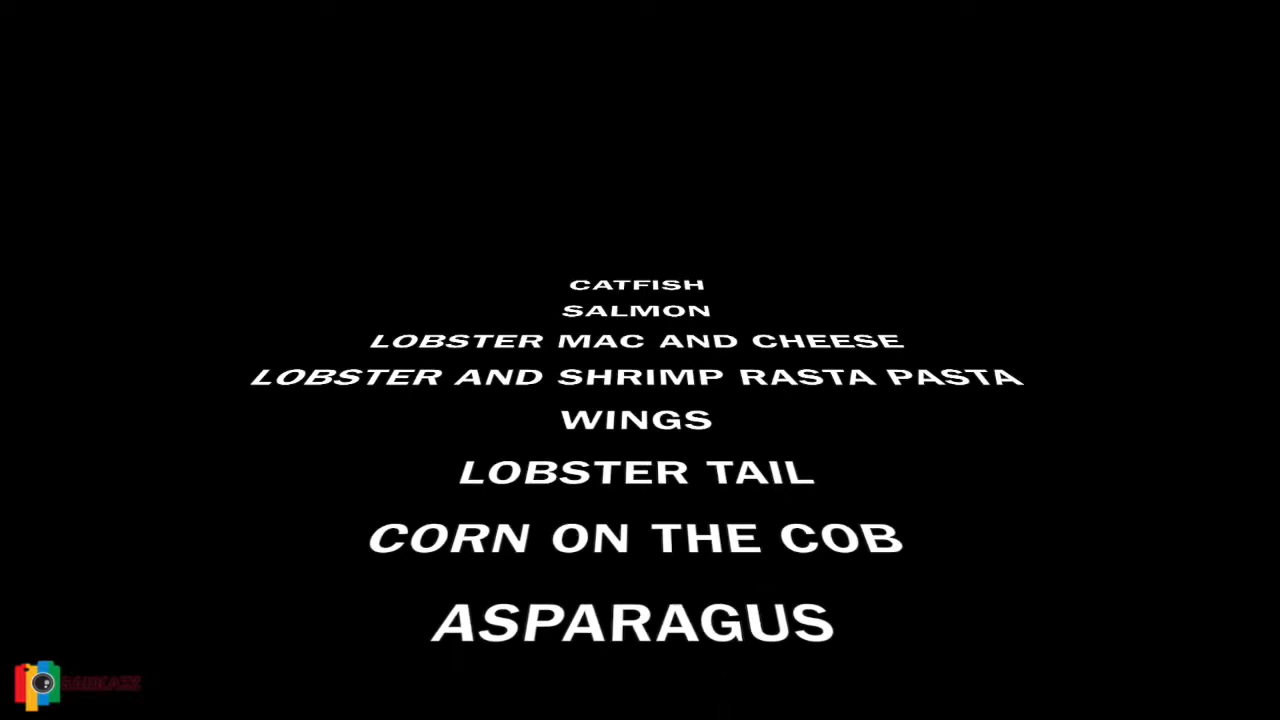 CATFISH
SALMON
LOBSTER MAC AND CHEESE
LOBSTER AND SHRIMP RASTA PASTA
WINGS
LOBSTER TAIL
CORN ON THE COB
ASPARAGUS